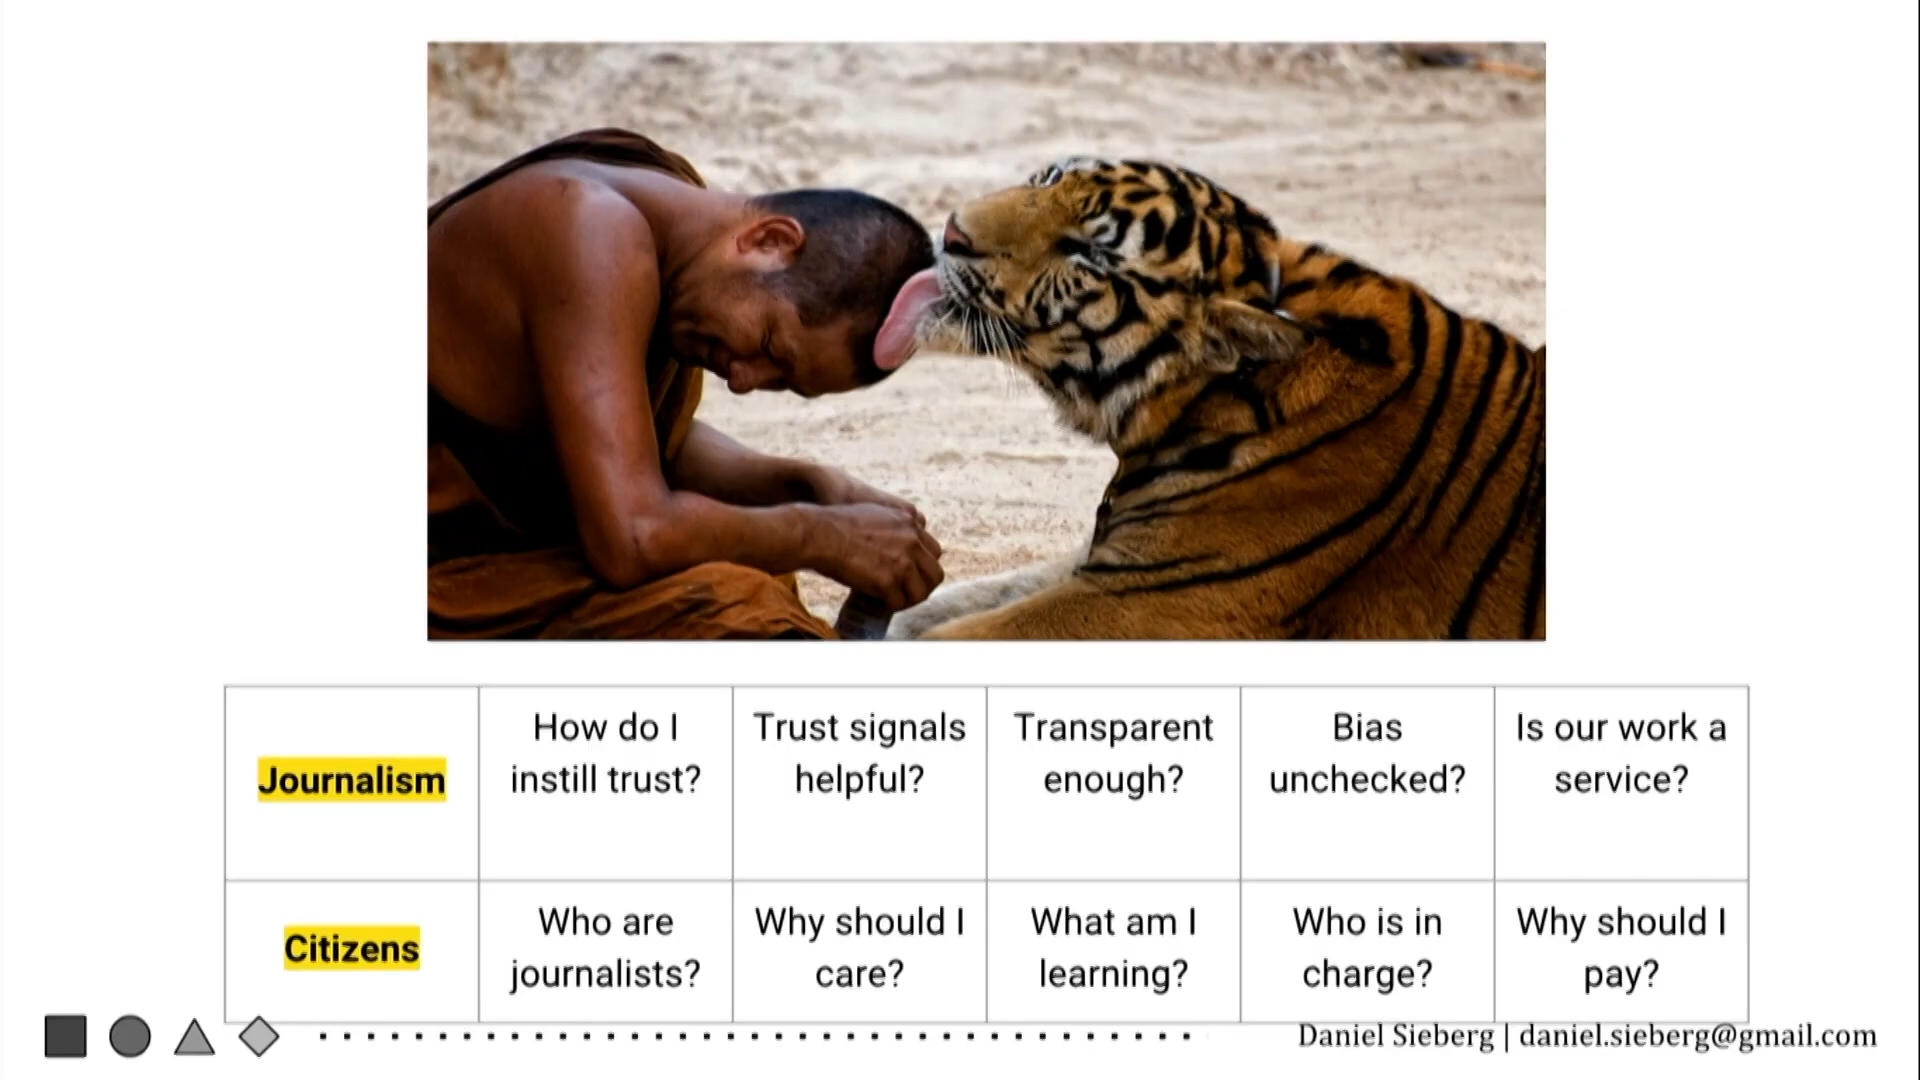 Journalism
How do I
instill trust?
Trust signals
helpful?
Transparent
enough?
Bias
unchecked?
Is our work a
service?
Citizens
Who are
journalists?
Why should I
care?
What am I
learning?
Who is in
charge?
Why should I
pay?
Daniel Sieberg | daniel.sieberg@gmail.com